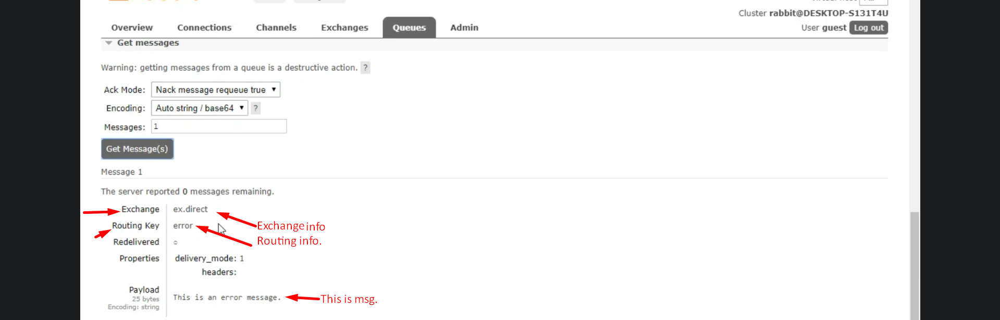 Cluster rabbit@DESKTOP-S131T4U
Overview Connections Channels Exchanges Queues Admin
User guest Log out
Get messages
Warning: getting messages from a queue is a destructive action. ?
Ack Mode: Nack message requeue true
Encoding: Auto string / base64 ?
Messages: 1
Get Message(s)
Message 1
The server reported 0 messages remaining.
Exchange ex.direct
Exchange info
Routing Key error
Routing info.
Redelivered ○
Properties delivery_mode: 1
headers:
Payload
25 bytes
Encoding: string
This is an error message.
This is msg.